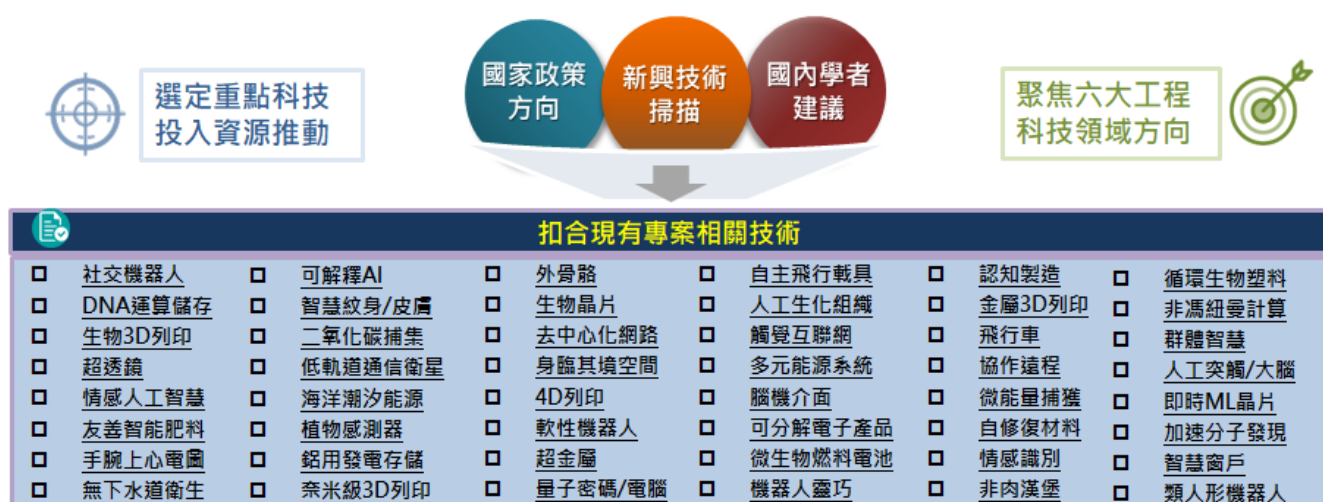 選定重點科技
投入資源推動
國家政策
方向
新興技術
掃描
國內學者
建議
聚焦六大工程
科技領域方向
扣合現有專案相關技術
社交機器人 可解釋AI 外骨骼 自主飛行載具 認知製造 循環生物塑料
DNA運算儲存 智慧紋身/皮膚 生物晶片 人工生化組織 金屬3D列印 非馮紐曼計算
生物3D列印 二氧化碳捕集 去中心化網路 觸覺互聯網 飛行車 群體智慧
超透鏡 低軌道通信衛星 身臨其境空間 多元能源系統 協作遠程 人工突觸/大腦
情感人工智慧 海洋潮汐能源 4D列印 腦機介面 微能量捕獲 即時ML晶片
友善智能肥料 植物感測器 軟性機器人 可分解電子產品 自修復材料 加速分子發現
手腕上心電圖 鋁用發電存儲 超金屬 微生物燃料電池 情感識別 智慧窗戶
無下水道衛生 奈米級3D列印 量子密碼/電腦 機器人靈巧 非肉漢堡 類人形機器人